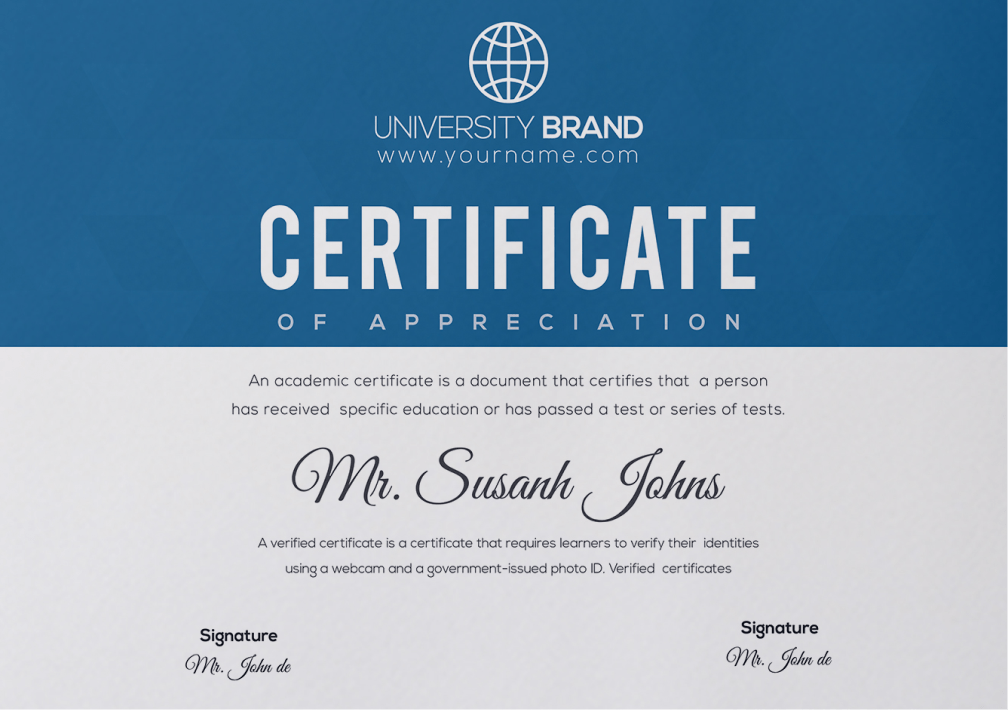 UNIVERSITY BRAND
www.yourname.com
CERTIFICATE
OF APPRECIATION
An academic certificate is a document that certifies that a person
has received specific education or has passed a test or series of tests.
Mr. Susanh Johns
A verified certificate is a certificate that requires learners to verify their identities
using a webcam and a government-issued photo ID. Verified certificates
Signature
Mr. John de
Signature
Mr. John de